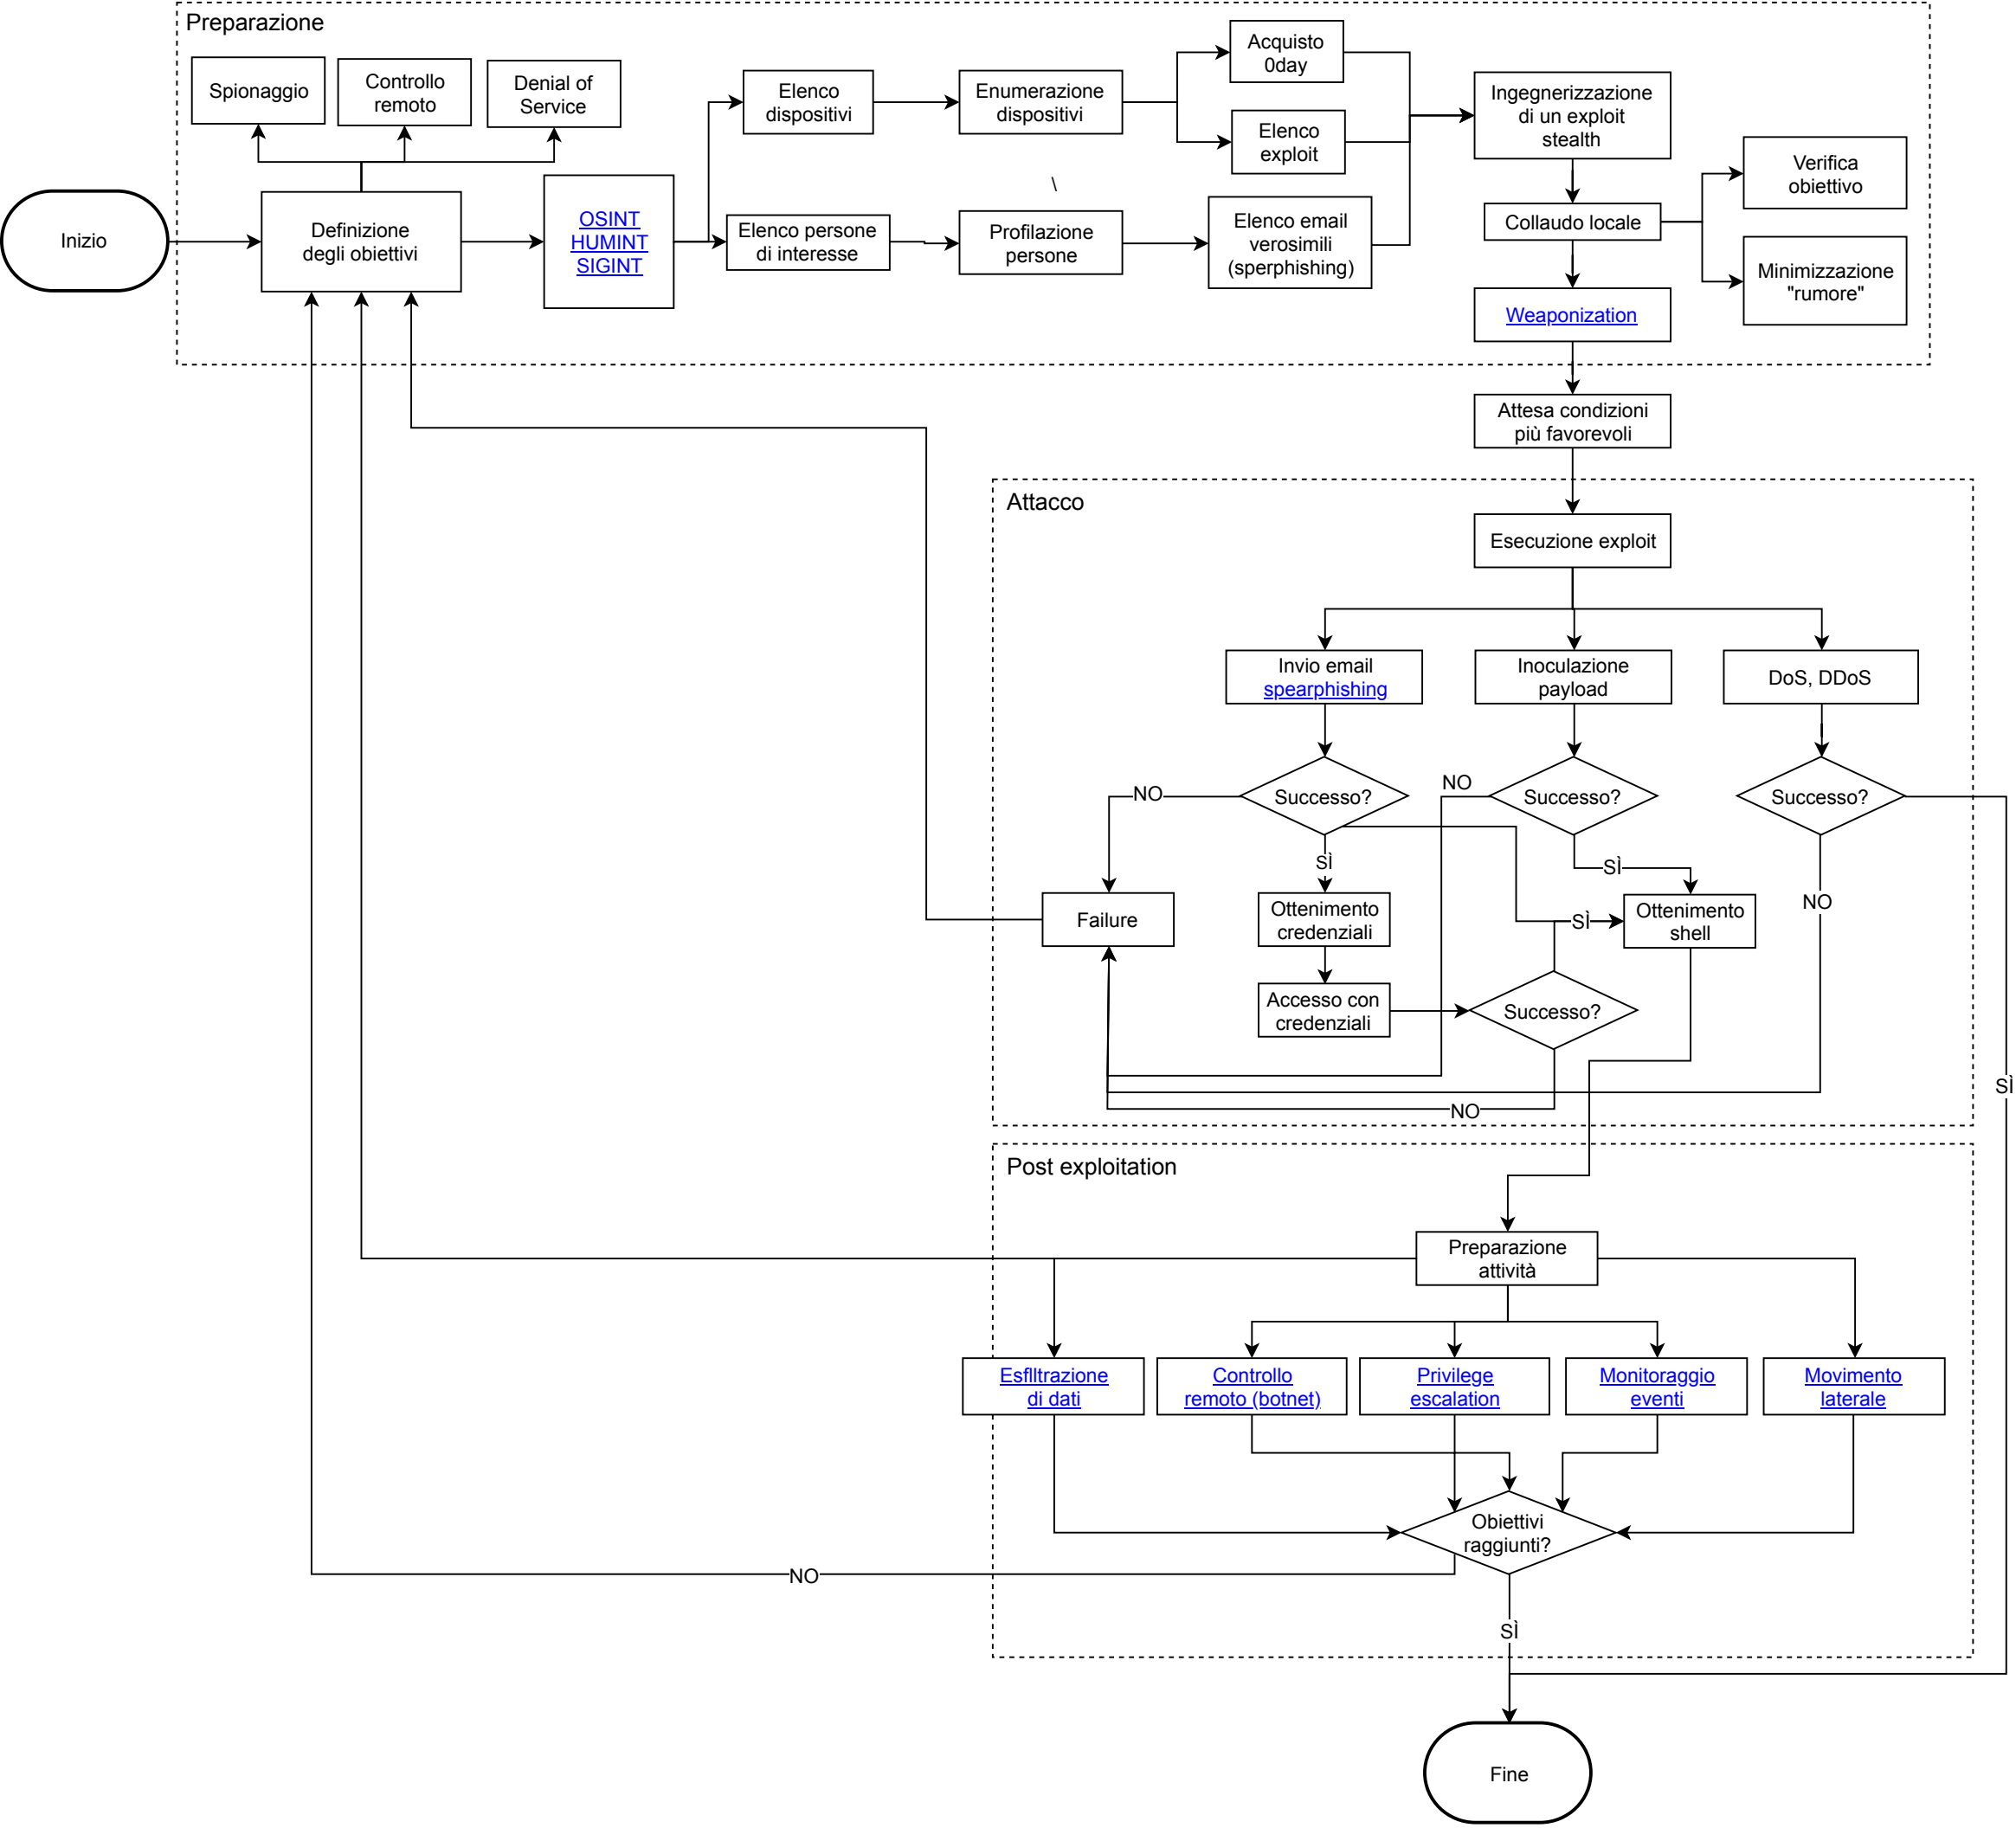 Preparazione
Spionaggio
Controllo
remoto
Denial of
Service
Elenco
dispositivi
Enumerazione
dispositivi
Acquisto
0day
Elenco
exploit
Ingegnerizzazione
di un exploit
stealth
Verifica
obiettivo
\
Inizio
Definizione
degli obiettivi
OSINT
HUMINT
SIGINT
Elenco persone
di interesse
Profilazione
persone
Elenco email
verosimili
(sperphishing)
Collaudo locale
Minimizzazione
"rumore"
Weaponization
Attesa condizioni
più favorevoli
Attacco
Esecuzione exploit
Invio email
spearphishing
Inoculazione
payload
DoS, DDoS
NO
Successo?
NO
Successo?
Successo?
SÌ
SÌ
NO
Failure
Ottenimento
credenziali
SÌ
Ottenimento
shell
Accesso con
credenziali
Successo?
NO
SÌ
Post exploitation
Preparazione
attività
Esflltrazione
di dati
Controllo
remoto (botnet)
Privilege
escalation
Monitoraggio
eventi
Movimento
laterale
Obiettivi
raggiunti?
NO
SÌ
Fine